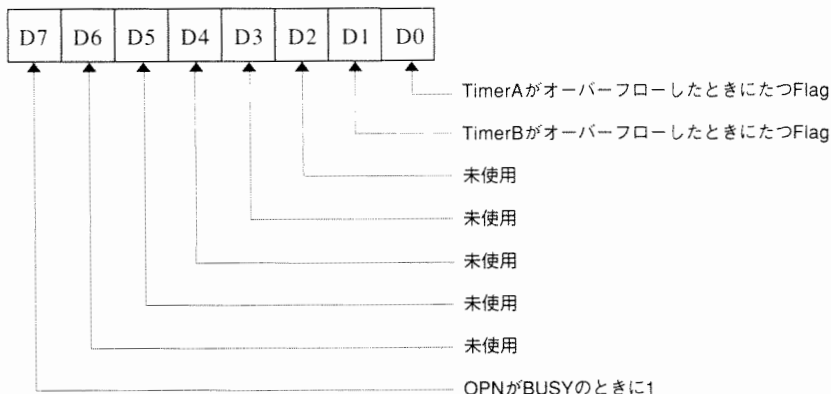 D7 D6 D5 D4 D3 D2 D1 D0
TimerAがオーバーフローしたときにたつFlag
TimerBがオーバーフローしたときにたつFlag
未使用
未使用
未使用
未使用
未使用
OPNがBUSYのときに1